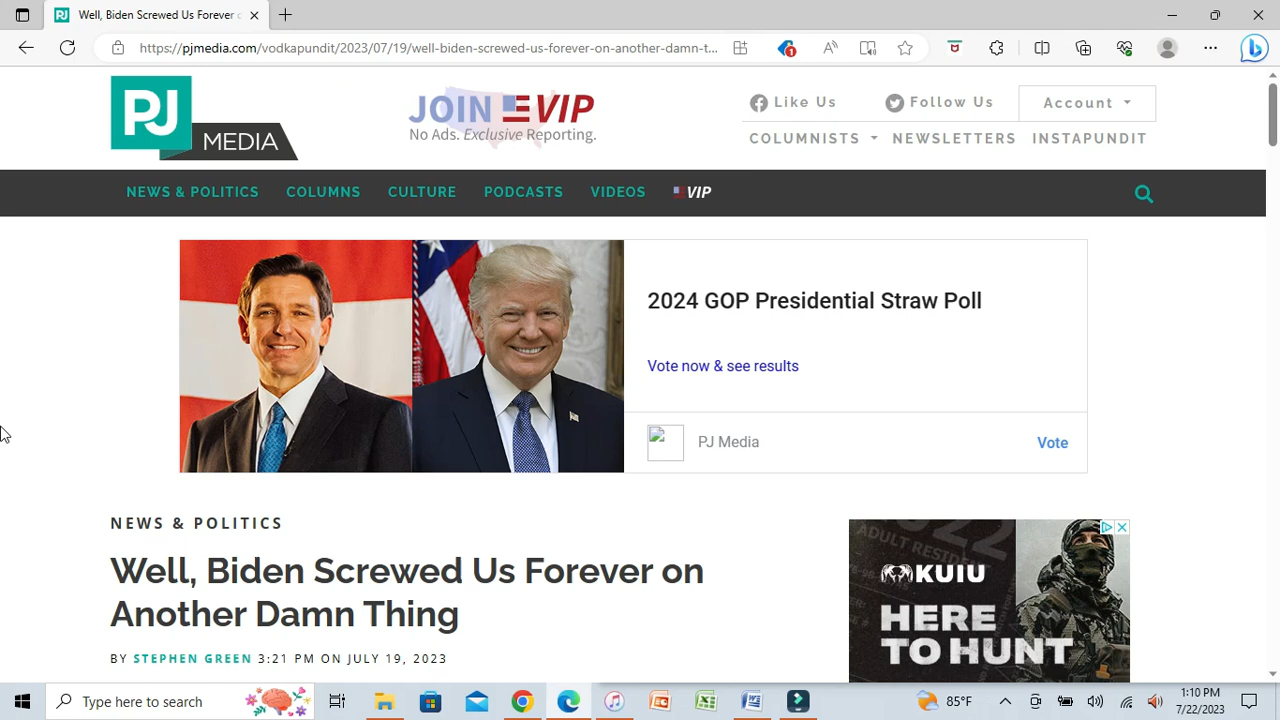 Well, Biden Screwed Us
https://pjmedia.com/vodkapundit/2023/07/19/well-biden-screwed-us-forever-on-another-damn-t...
1
PJ
MEDIA
JOIN VIP
No Ads. Exclusive Reporting.
Like Us
Follow Us
Account
COLUMNISTS
NEWSLETTERS
INSTAPUNDIT
NEWS & POLITICS
COLUMNS
CULTURE
PODCASTS
VIDEOS
VIP
2024 GOP Presidential Straw Poll
Vote now & see results
PJ Media
Vote
NEWS & POLITICS
Well, Biden Screwed Us Forever on
Another Damn Thing
BY STEPHEN GREEN 3:21 PM ON JULY 19, 2023
ADULT RESID
KUIU
HERE
TO HUNT
Type here to search
85°F
1:10 PM
7/22/2023